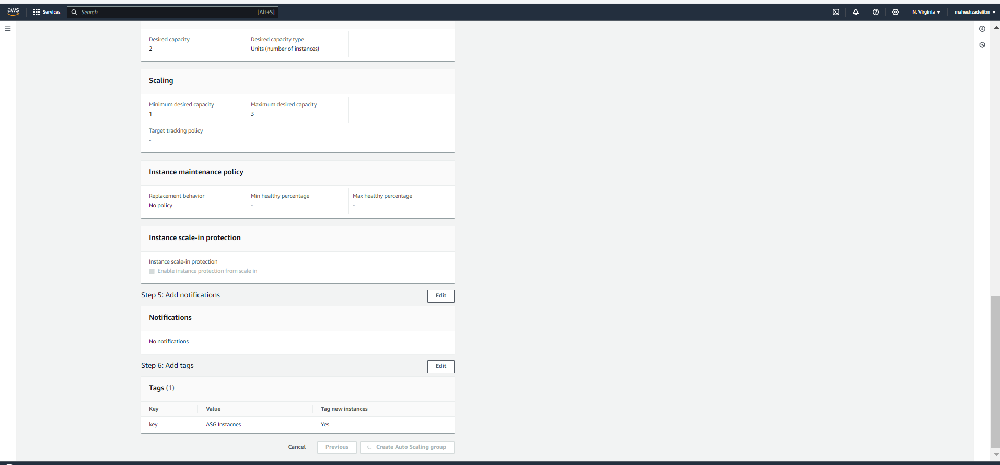 aws Services Search [Alt+S] N. Virginia maheshzadeiitm
Desired capacity Desired capacity type
2 Units (number of instances)
Scaling
Minimum desired capacity Maximum desired capacity
1 3
Target tracking policy
-
Instance maintenance policy
Replacement behavior Min healthy percentage Max healthy percentage
No policy - -
Instance scale-in protection
Instance scale-in protection
Enable instance protection from scale in
Step 5: Add notifications Edit
Notifications
No notifications
Step 6: Add tags Edit
Tags (1)
Key Value Tag new instances
key ASG Instacnes Yes
Cancel Previous Create Auto Scaling group